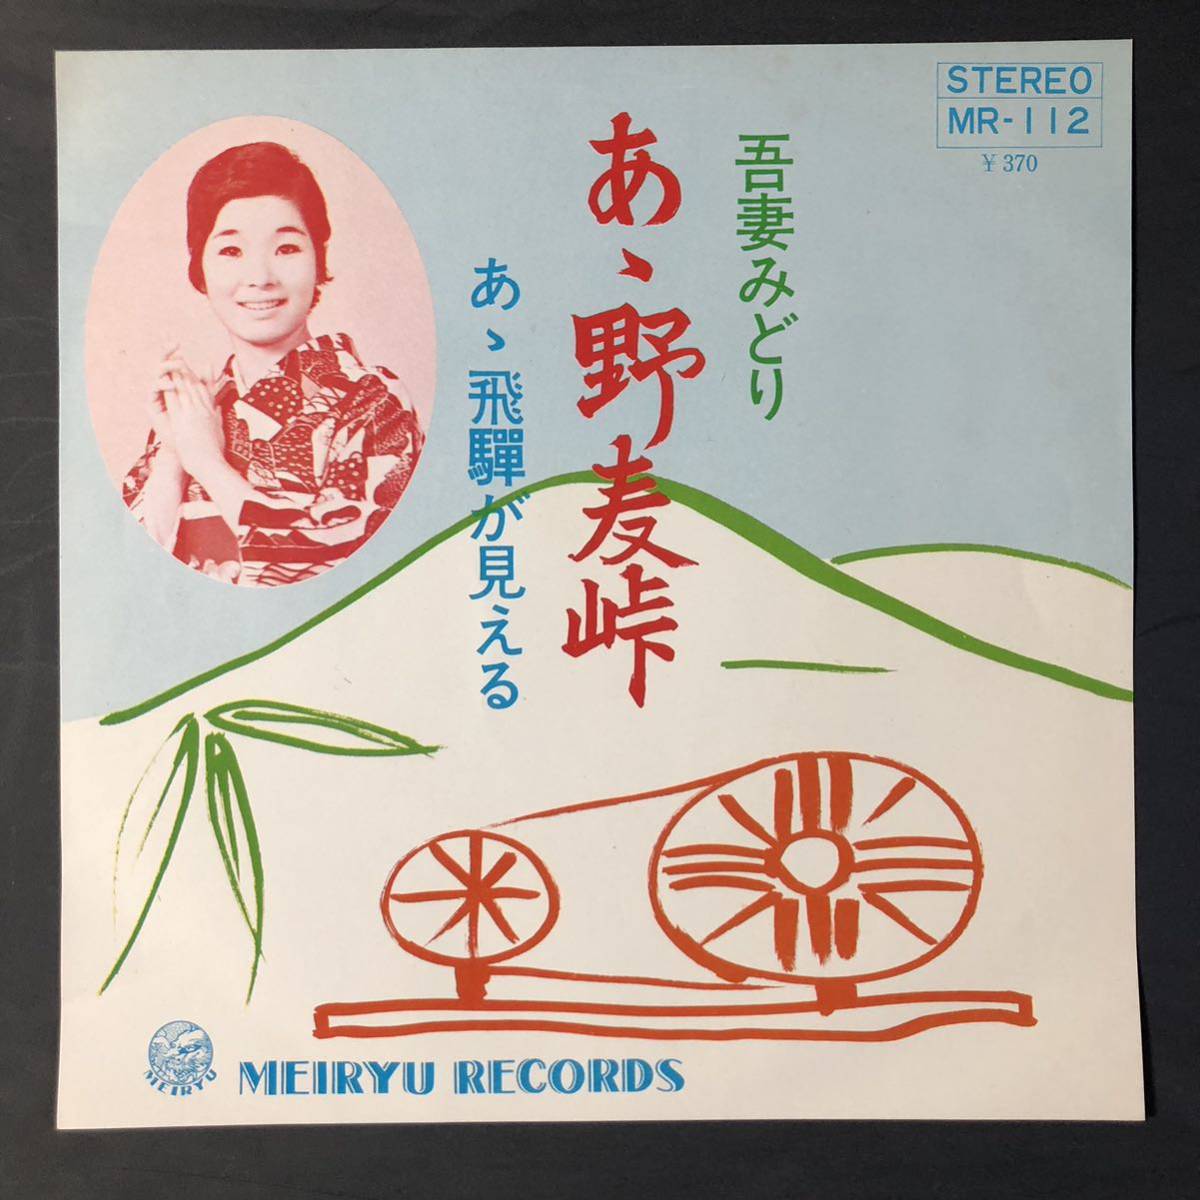 STEREO
MR-112
¥370
吾妻みどり
あゝ野麦峠
あゝ飛驒が見える
MEIRYU
MEIRYU RECORDS